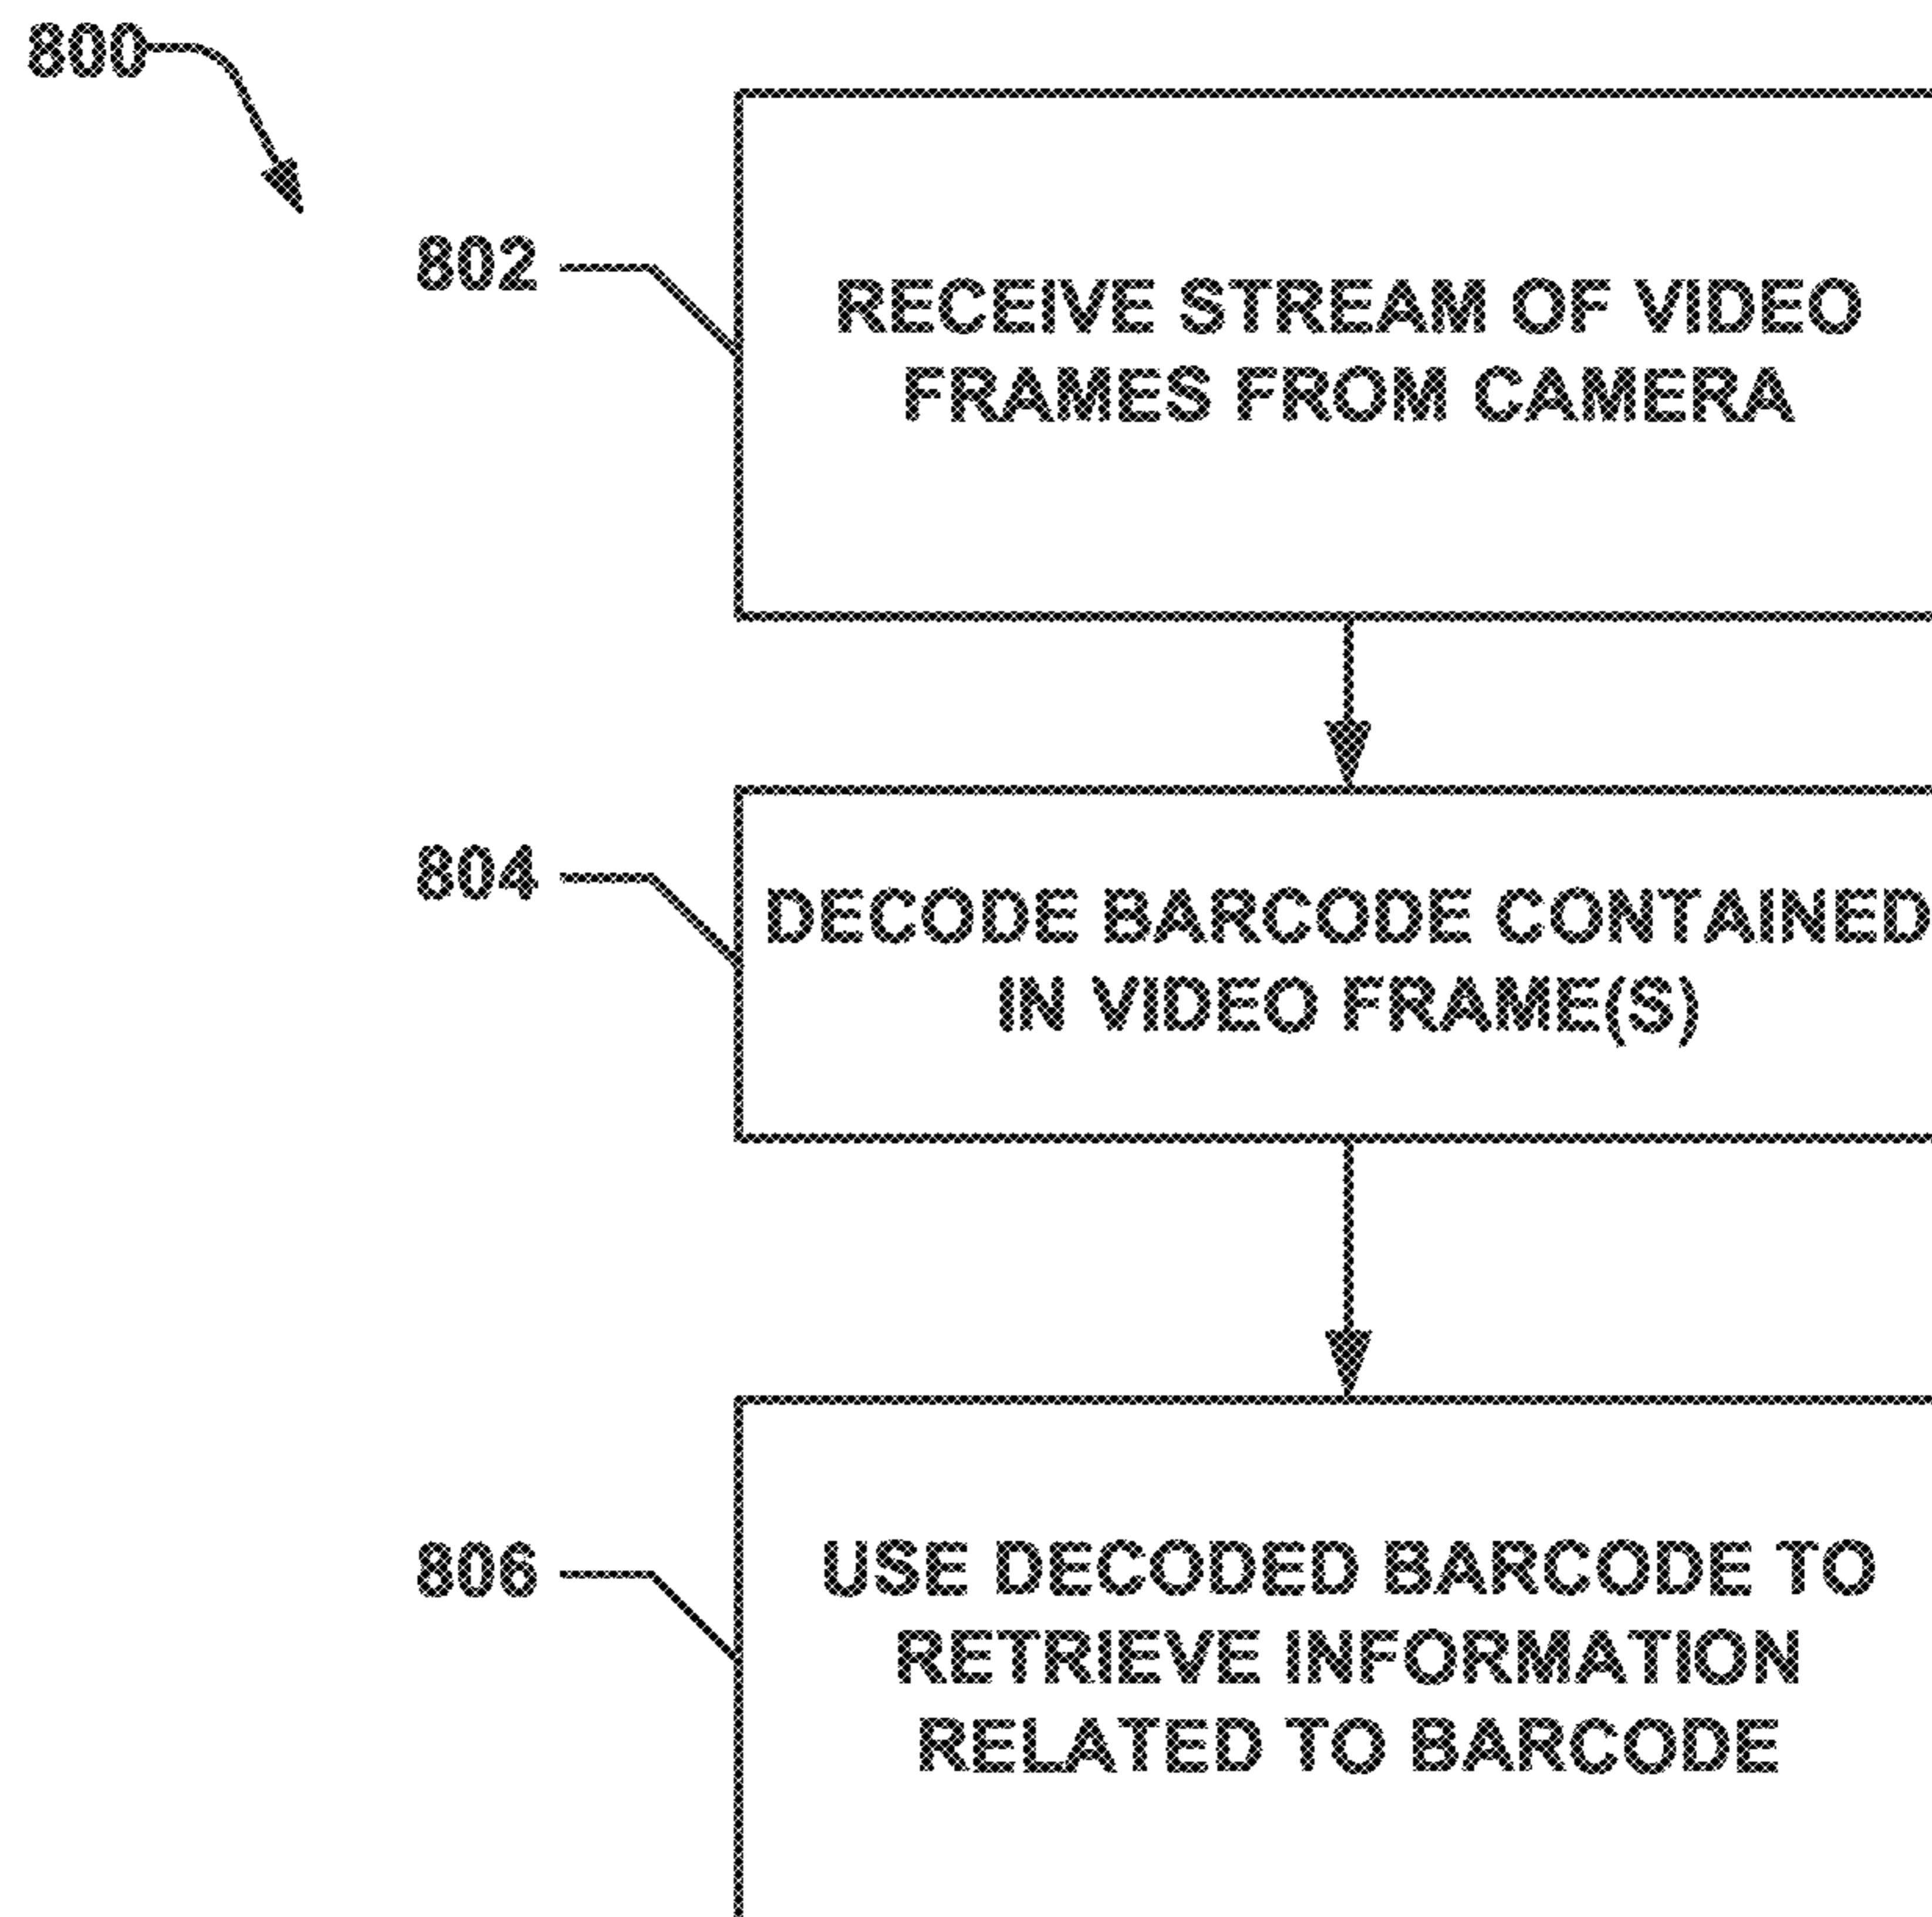 800
802
RECEIVE STREAM OF VIDEO
FRAMES FROM CAMERA
804
DECODE BARCODE CONTAINED
IN VIDEO FRAME(S)
806
USE DECODED BARCODE TO
RETRIEVE INFORMATION
RELATED TO BARCODE